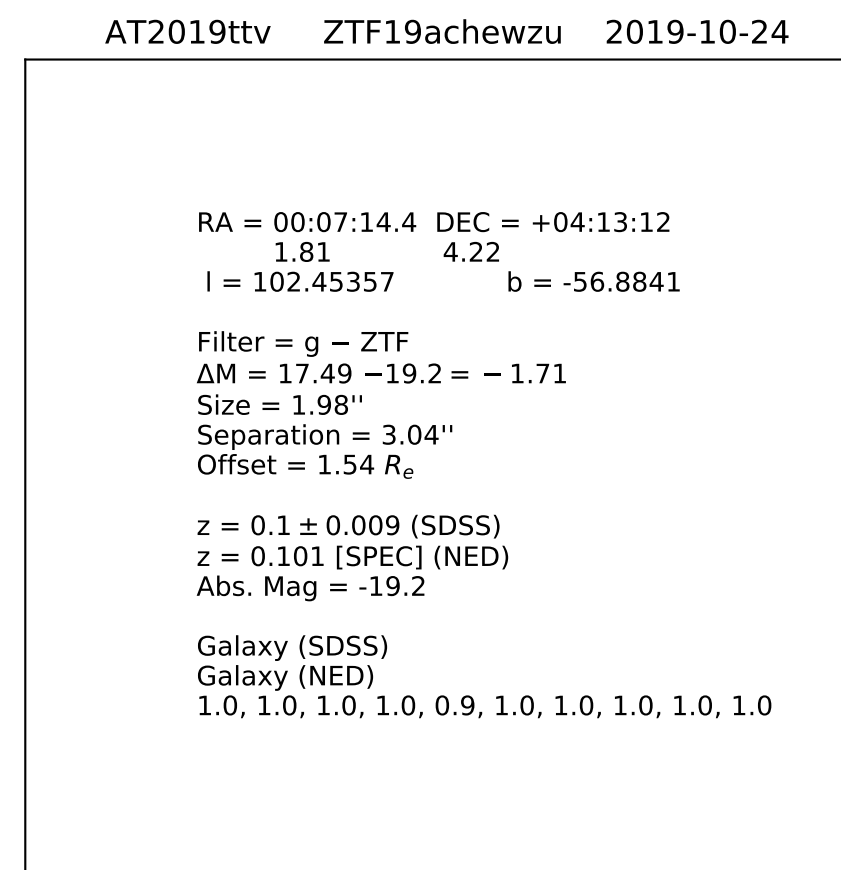 AT2019ttv ZTF19achewzu 2019-10-24
RA = 00:07:14.4 DEC = +04:13:12
1.81 4.22
l = 102.45357 b = -56.8841
Filter = g − ZTF
ΔM = 17.49 −19.2 = − 1.71
Size = 1.98''
Separation = 3.04''
Offset = 1.54 Re
z = 0.1 ± 0.009 (SDSS)
z = 0.101 [SPEC] (NED)
Abs. Mag = -19.2
Galaxy (SDSS)
Galaxy (NED)
1.0, 1.0, 1.0, 1.0, 0.9, 1.0, 1.0, 1.0, 1.0, 1.0